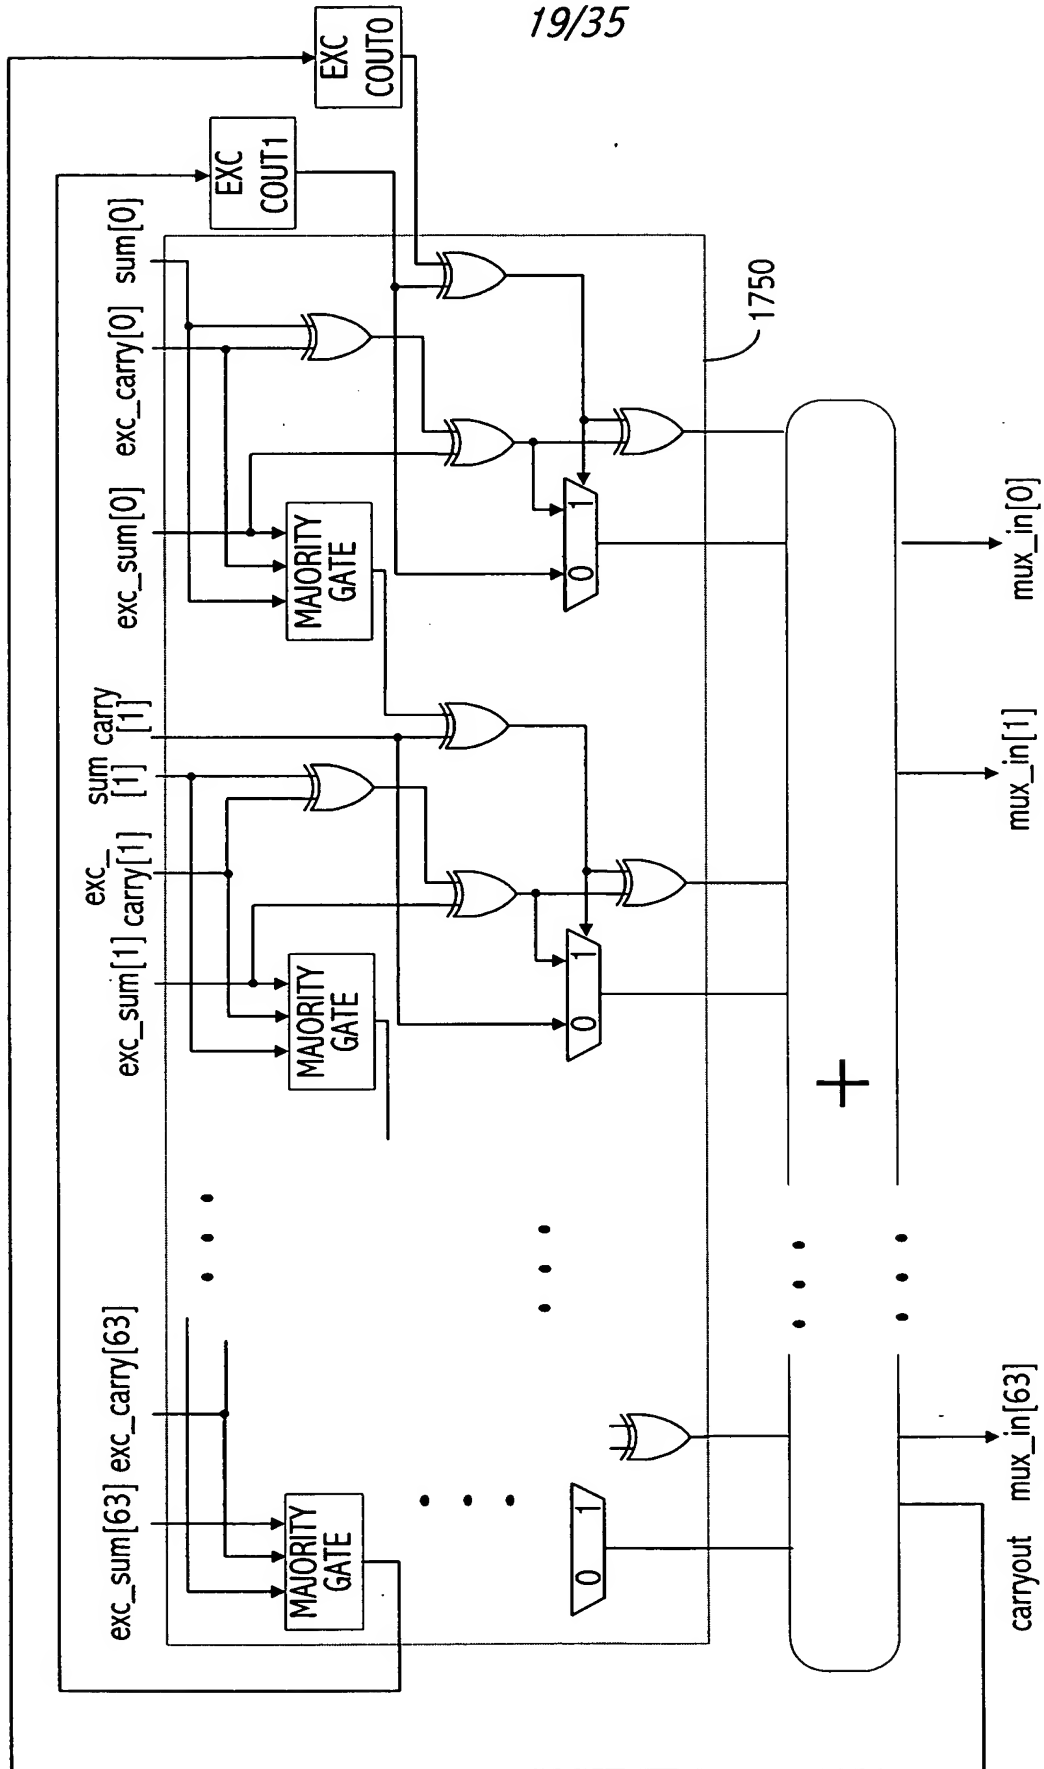 19/35
EXC
COUT0
EXC
COUT1
sum[0]
exc_carry[0]
exc_sum[0]
MAJORITY
GATE
0 1
1750
carry
[1]
sum
[1]
exc_
carry[1]
exc_sum[1]
MAJORITY
GATE
0 1
exc_carry[63]
exc_sum[63]
MAJORITY
GATE
0 1
+
mux_in[0]
mux_in[1]
mux_in[63]
carryout